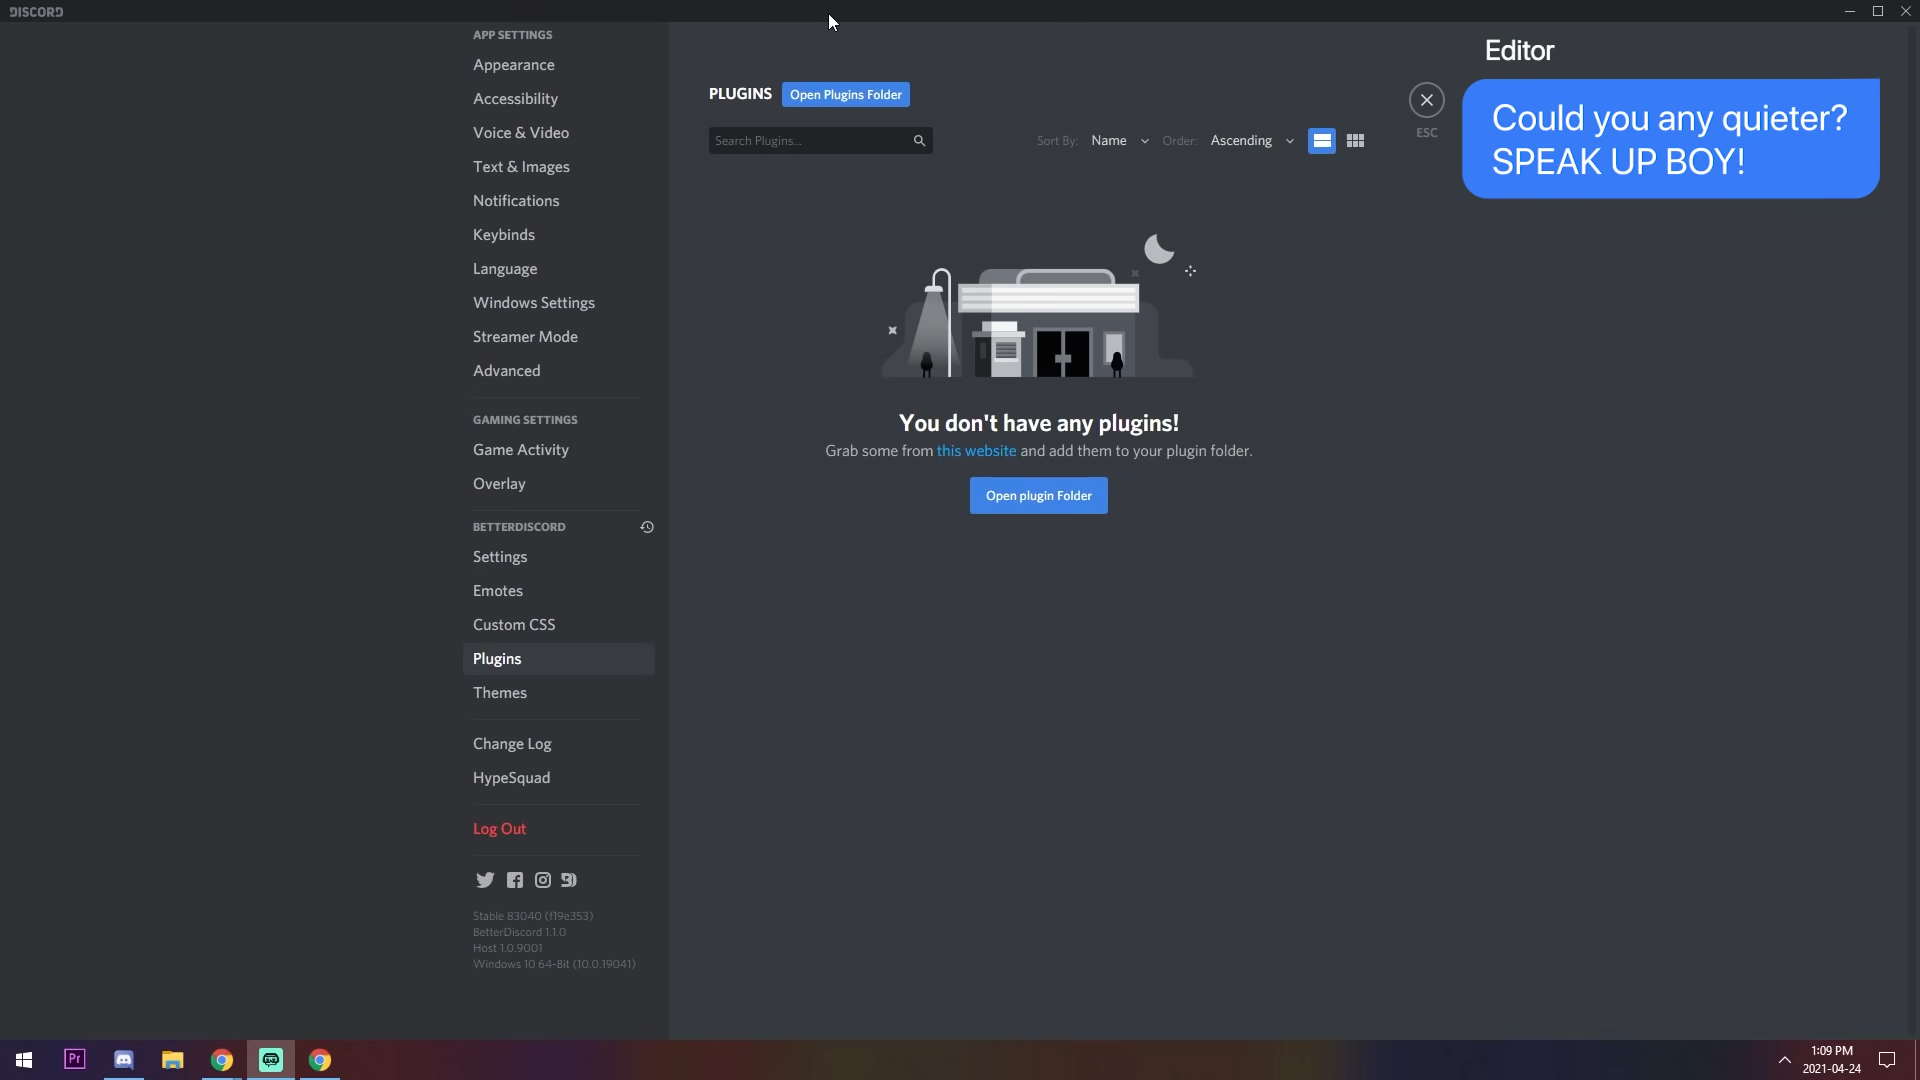 DISCORD
APP SETTINGS
Appearance
Accessibility
Voice & Video
Text & Images
Notifications
Keybinds
Language
Windows Settings
Streamer Mode
Advanced
GAMING SETTINGS
Game Activity
Overlay
BETTERDISCORD
Settings
Emotes
Custom CSS
Plugins
Themes
Change Log
HypeSquad
Log Out
Stable 83040 (f19e353)
BetterDiscord 1.1.0
Host 1.0.9001
Windows 10 64-Bit (10.0.19041)
PLUGINS Open Plugins Folder
Search Plugins... Sort By: Name Order: Ascending
You don't have any plugins!
Grab some from this website and add them to your plugin folder.
Open plugin Folder
ESC
Editor
Could you any quieter?
SPEAK UP BOY!
Pr
1:09 PM
2021-04-24